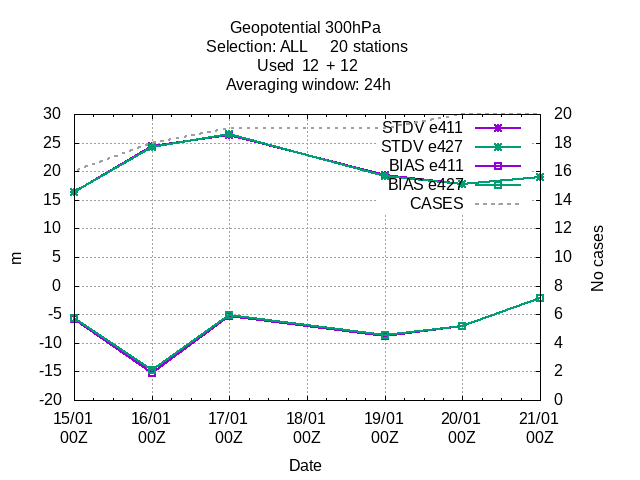 Geopotential 300hPa
Selection: ALL 20 stations
Used 12 + 12
Averaging window: 24h
30 20
25 18
20 16
15 14
10 12
5 10
0 8
-5 6
-10 4
-15 2
-20 0
STDV e411
STDV e427
BIAS e411
BIAS e427
CASES
m
No cases
15/01 16/01 17/01 18/01 19/01 20/01 21/01
00Z 00Z 00Z 00Z 00Z 00Z 00Z
Date